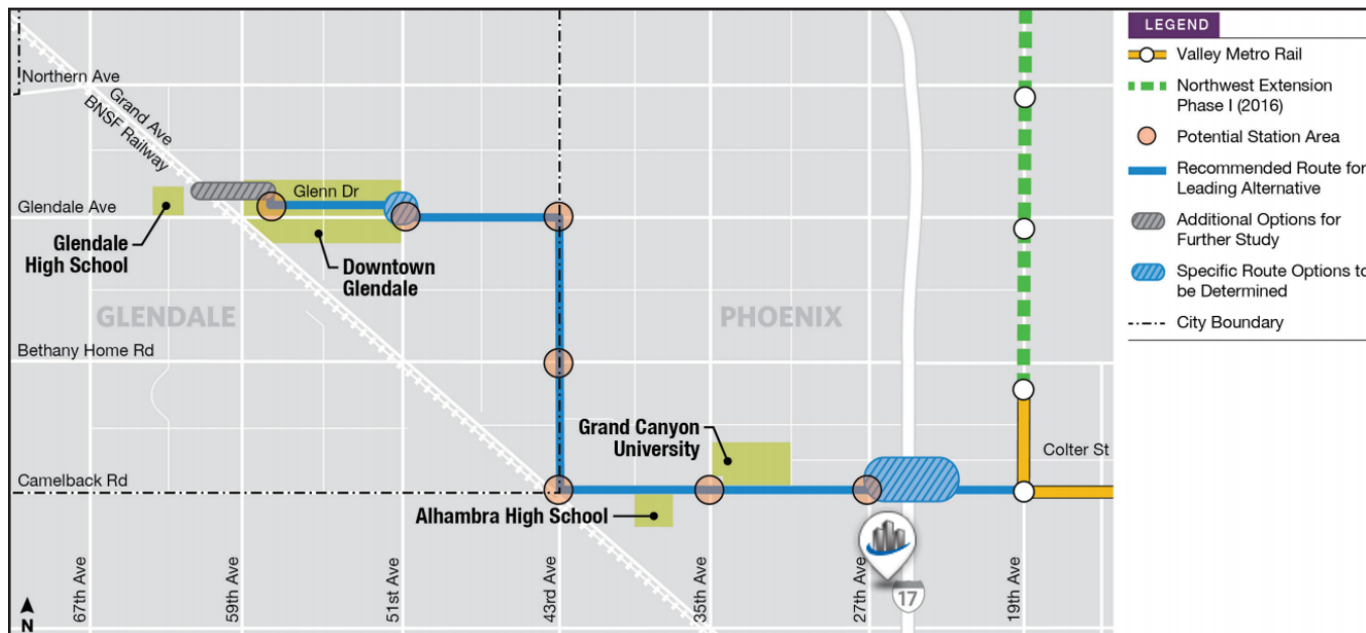 Northern Ave
Grand Ave
BNSF Railway
Glenn Dr
Glendale Ave
Glendale
High School
Downtown
Glendale
GLENDALE
PHOENIX
Bethany Home Rd
Grand Canyon
University
Colter St
Camelback Rd
Alhambra High School
67th Ave
59th Ave
51st Ave
43rd Ave
35th Ave
27th Ave
17
19th Ave
N
LEGEND
Valley Metro Rail
Northwest Extension
Phase I (2016)
Potential Station Area
Recommended Route for
Leading Alternative
Additional Options for
Further Study
Specific Route Options to
be Determined
City Boundary